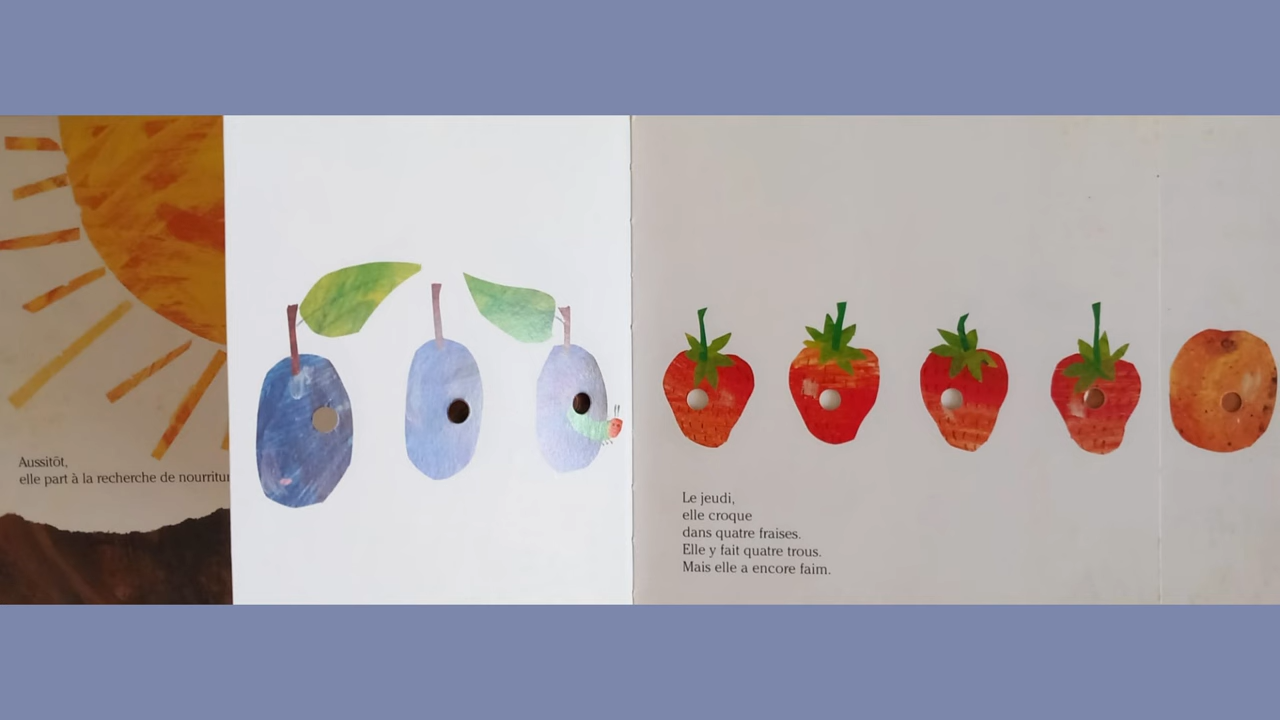 Aussitôt,
elle part à la recherche de nourritur
Le jeudi,
elle croque
dans quatre fraises.
Elle y fait quatre trous.
Mais elle a encore faim.